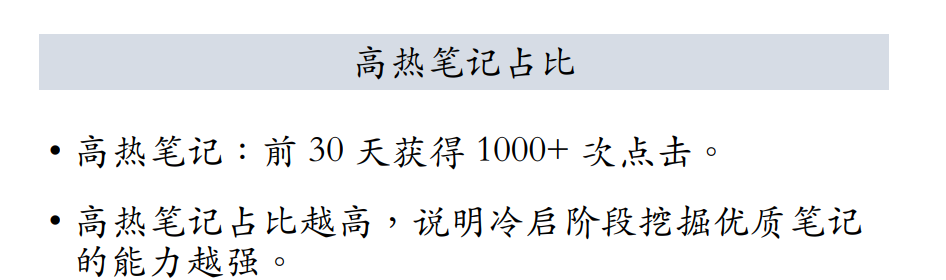 高热笔记占比
• 高热笔记：前 30 天获得 1000+ 次点击。
• 高热笔记占比越高，说明冷启阶段挖掘优质笔记
的能力越强。